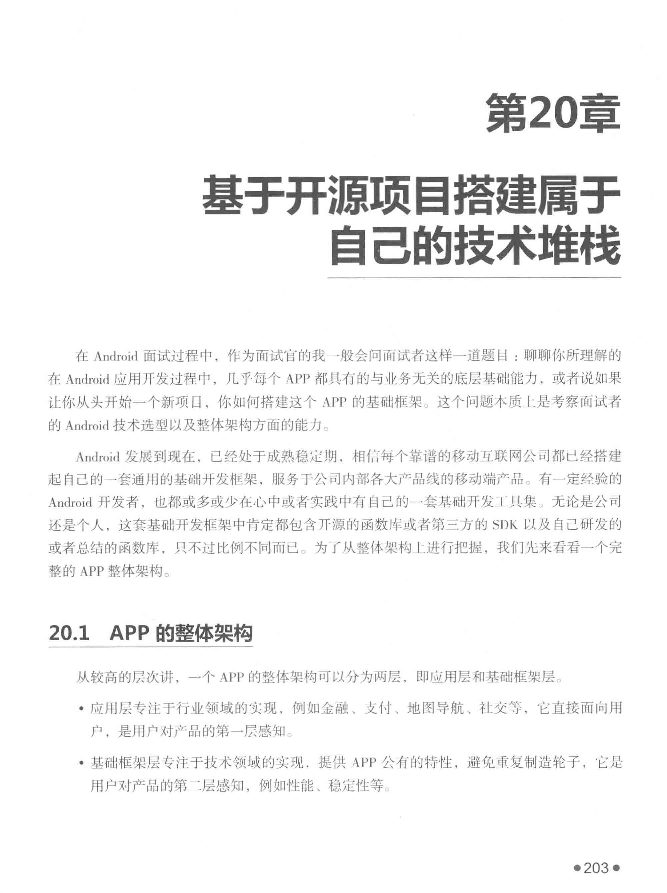 第20章
基于开源项目搭建属于
自己的技术堆栈
在 Android 面试过程中，作为面试官的我一般会问面试者这样一道题目：聊聊你所理解的
在 Android 应用开发过程中，几乎每个 APP 都具有的与业务无关的底层基础能力，或者说如果
让你从头开始一个新项目，你如何搭建这个 APP 的基础框架。这个问题本质上是考察面试者
的 Android 技术选型以及整体架构方面的能力。
Android 发展到现在，已经处于成熟稳定期，相信每个靠谱的移动互联网公司都已经搭建
起自己的一套通用的基础开发框架，服务于公司内部各大产品线的移动端产品。有一定经验的
Android 开发者，也都或多或少在心中或者实践中有自己的一套基础开发工具集。无论是公司
还是个人，这套基础开发框架中肯定都包含开源的函数库或者第三方的 SDK 以及自己研发的
或者总结的函数库，只不过比例不同而已。为了从整体架构上进行把握，我们先来看看一个完
整的 APP 整体架构。
20.1 APP 的整体架构
从较高的层次讲，一个 APP 的整体架构可以分为两层，即应用层和基础框架层。
• 应用层专注于行业领域的实现，例如金融、支付、地图导航、社交等，它直接面向用
户，是用户对产品的第一层感知。
• 基础框架层专注于技术领域的实现，提供 APP 公有的特性，避免重复制造轮子，它是
用户对产品的第二层感知，例如性能、稳定性等。
●203●